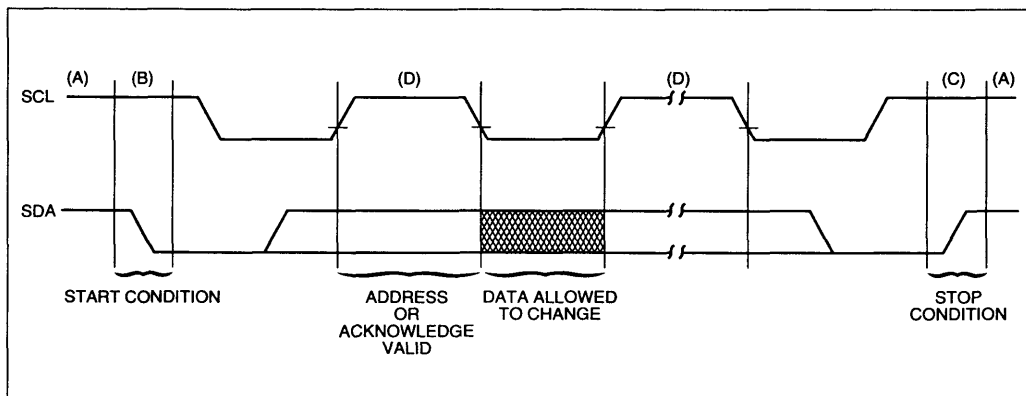 (A) (B) (D) (D) (C) (A)
SCL
SDA
START CONDITION
ADDRESS
OR
ACKNOWLEDGE
VALID
DATA ALLOWED
TO CHANGE
STOP
CONDITION